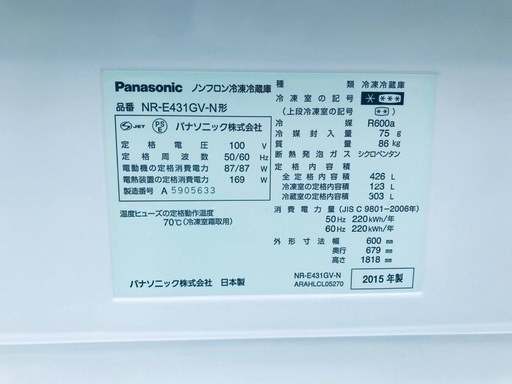 Panasonic ノンフロン冷凍冷蔵庫
品番 NR-E431GV-N形
JET PS E パナソニック株式会社
定格電圧 100 V
定格周波数 50/60 Hz
電動機の定格消費電力 87/87 W
電熱装置の定格消費電力 169 W
製造番号 A 5905633
温度ヒューズの定格動作温度
70℃(冷凍室霜取用)
パナソニック株式会社 日本製
種類 冷凍冷蔵庫
冷凍室の記号
(上段冷凍室の記号)
冷媒 R600a
冷媒封入量 75 g
質量 86 kg
断熱発泡ガス シクロペンタン
定格内容積
全定格内容積 426 L
冷凍室の定格内容積 123 L
冷蔵室の定格内容積 303 L
消費電力量(JIS C 9801-2006年)
50Hz 220kWh/年
60Hz 220kWh/年
外形寸法 幅 600 mm
奥行 679 mm
高さ 1818 mm
NR-E431GV-N
ARAHLCL05270
2015年製